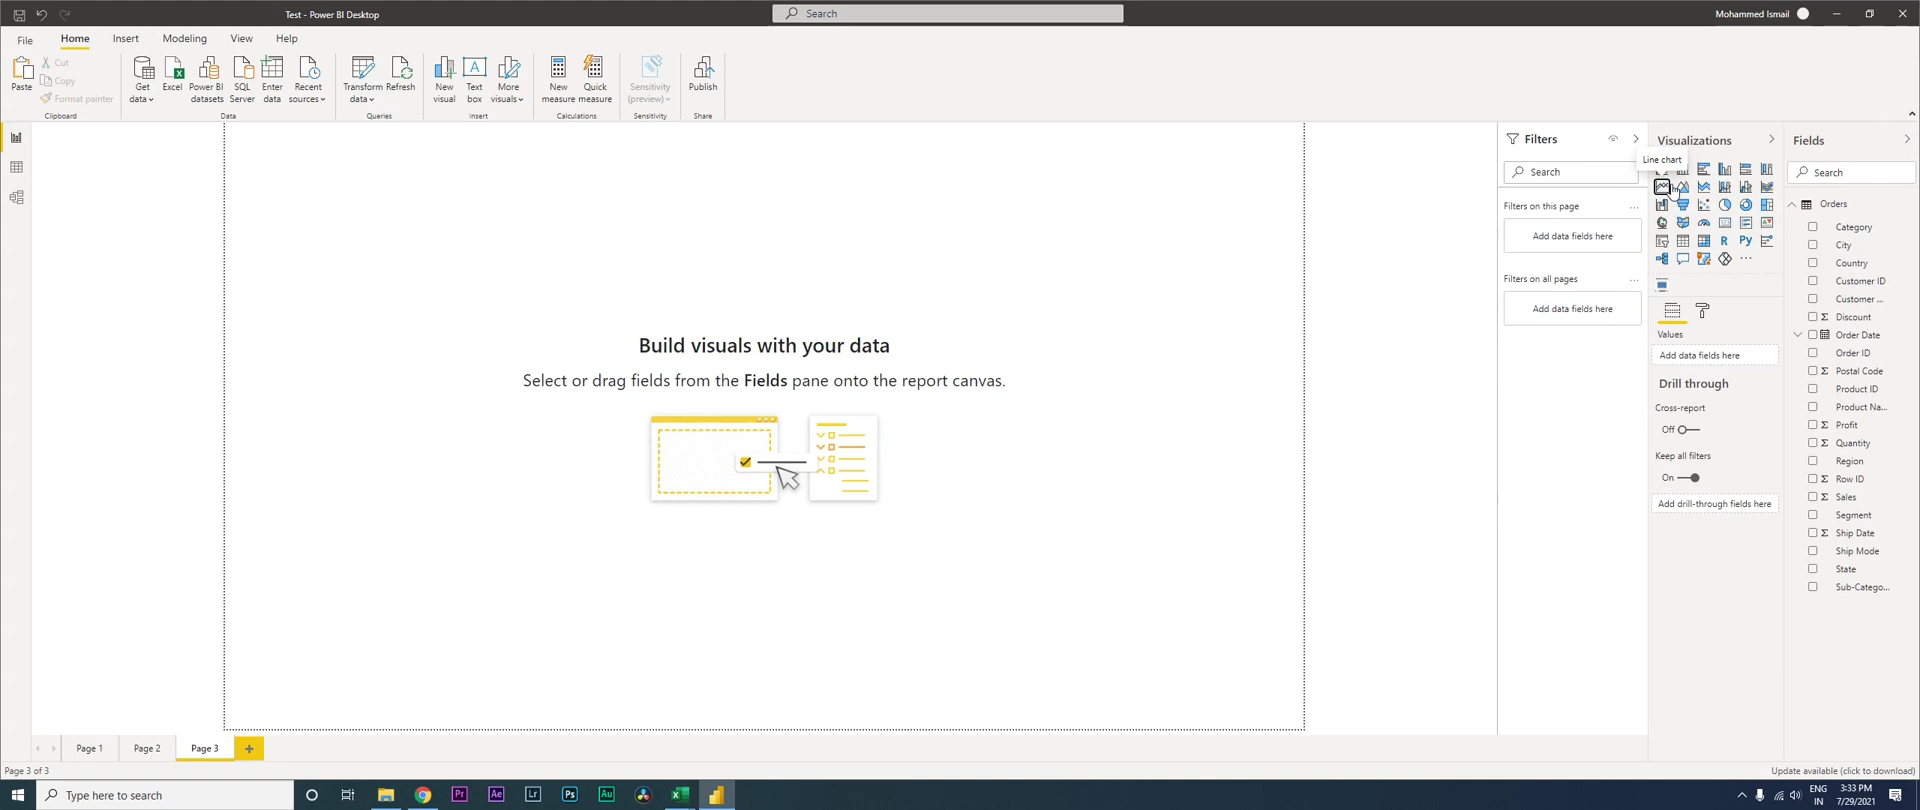 Test - Power BI Desktop
Search
Mohammed Ismail
File
Home
Insert
Modeling
View
Help
Paste
Cut
Copy
Format painter
Clipboard
Get data
Excel
Power BI datasets
SQL Server
Enter data
Recent sources
Data
Transform data
Refresh
Queries
New visual
Text box
More visuals
Insert
New measure
Quick measure
Calculations
Sensitivity (preview)
Sensitivity
Publish
Share
Build visuals with your data
Select or drag fields from the Fields pane onto the report canvas.
Filters
Search
Filters on this page
...
Add data fields here
Filters on all pages
...
Add data fields here
Visualizations
Line chart
R
Py
...
Values
Add data fields here
Drill through
Cross-report
Off
Keep all filters
On
Add drill-through fields here
Fields
Search
Orders
Category
City
Country
Customer ID
Customer ...
Σ Discount
Order Date
Order ID
Σ Postal Code
Product ID
Product Na...
Σ Profit
Σ Quantity
Region
Σ Row ID
Σ Sales
Segment
Σ Ship Date
Ship Mode
State
Sub-Catego...
Page 1
Page 2
Page 3
+
Page 3 of 3
Update available (click to download)
Type here to search
Pr
Ae
Lr
Ps
Au
ENG
IN
3:33 PM
7/29/2021